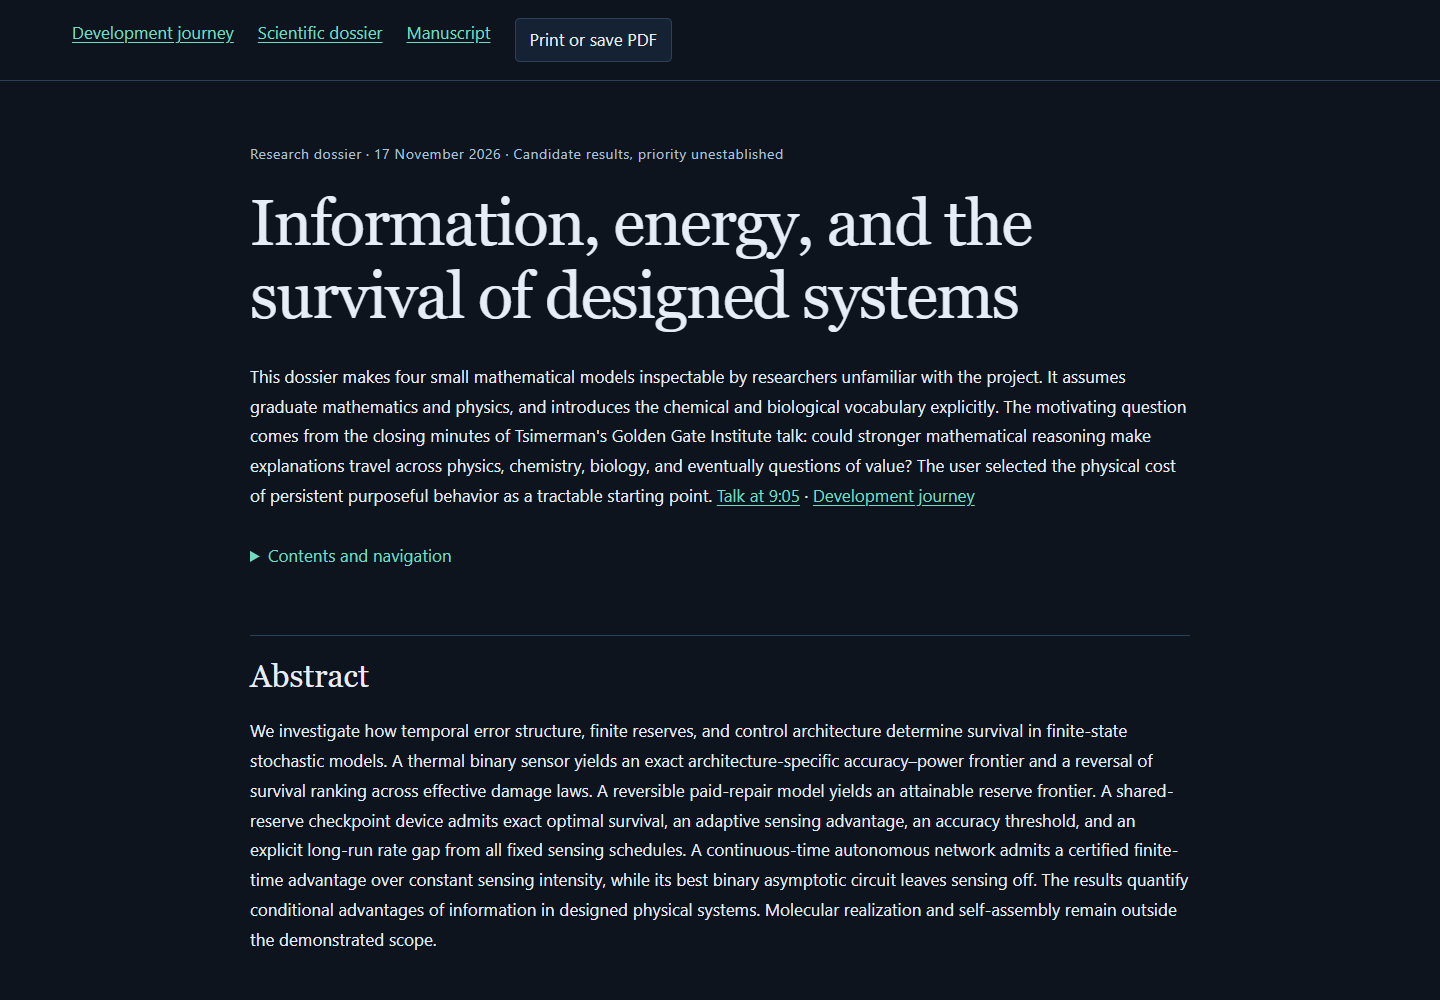 Development journey Scientific dossier Manuscript Print or save PDF
Research dossier · 17 November 2026 · Candidate results, priority unestablished
Information, energy, and the
survival of designed systems
This dossier makes four small mathematical models inspectable by researchers unfamiliar with the project. It assumes
graduate mathematics and physics, and introduces the chemical and biological vocabulary explicitly. The motivating question
comes from the closing minutes of Tsimerman's Golden Gate Institute talk: could stronger mathematical reasoning make
explanations travel across physics, chemistry, biology, and eventually questions of value? The user selected the physical cost
of persistent purposeful behavior as a tractable starting point. Talk at 9:05 · Development journey
▶ Contents and navigation
Abstract
We investigate how temporal error structure, finite reserves, and control architecture determine survival in finite-state
stochastic models. A thermal binary sensor yields an exact architecture-specific accuracy–power frontier and a reversal of
survival ranking across effective damage laws. A reversible paid-repair model yields an attainable reserve frontier. A shared-
reserve checkpoint device admits exact optimal survival, an adaptive sensing advantage, an accuracy threshold, and an
explicit long-run rate gap from all fixed sensing schedules. A continuous-time autonomous network admits a certified finite-
time advantage over constant sensing intensity, while its best binary asymptotic circuit leaves sensing off. The results quantify
conditional advantages of information in designed physical systems. Molecular realization and self-assembly remain outside
the demonstrated scope.